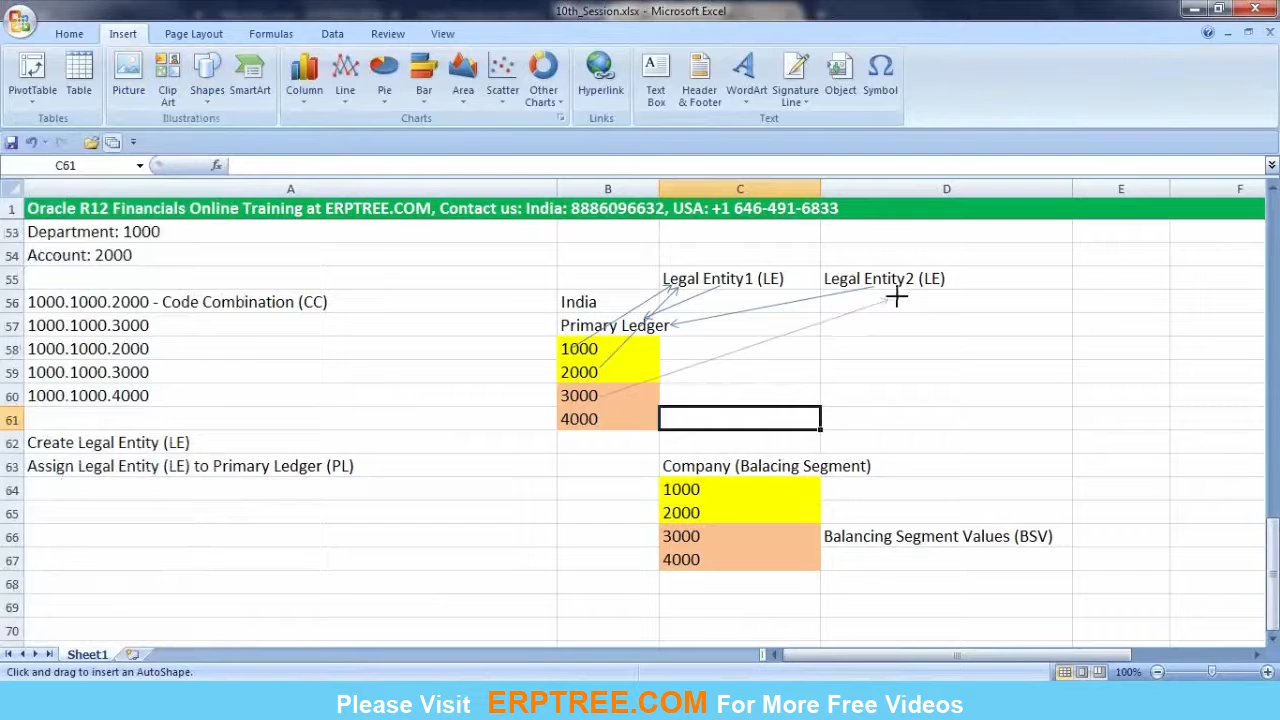 10th_Session.xlsx - Microsoft Excel
Home Insert Page Layout Formulas Data Review View
PivotTable Table Picture Clip Art Shapes SmartArt Column Line Pie Bar Area Scatter Other Charts Hyperlink Text Box Header & Footer WordArt Signature Line Object Symbol
Tables Illustrations Charts Links Text
C61 fx
A B C D E F
1 Oracle R12 Financials Online Training at ERPTREE.COM, Contact us: India: 8886096632, USA: +1 646-491-6833
53 Department: 1000
54 Account: 2000
55 Legal Entity1 (LE) Legal Entity2 (LE)
56 1000.1000.2000 - Code Combination (CC) India
57 1000.1000.3000 Primary Ledger
58 1000.1000.2000 1000
59 1000.1000.3000 2000
60 1000.1000.4000 3000
61 4000
62 Create Legal Entity (LE)
63 Assign Legal Entity (LE) to Primary Ledger (PL) Company (Balacing Segment)
64 1000
65 2000
66 3000 Balancing Segment Values (BSV)
67 4000
68
69
70
Sheet1
Click and drag to insert an AutoShape. 100%
Please Visit ERPTREE.COM For More Free Videos